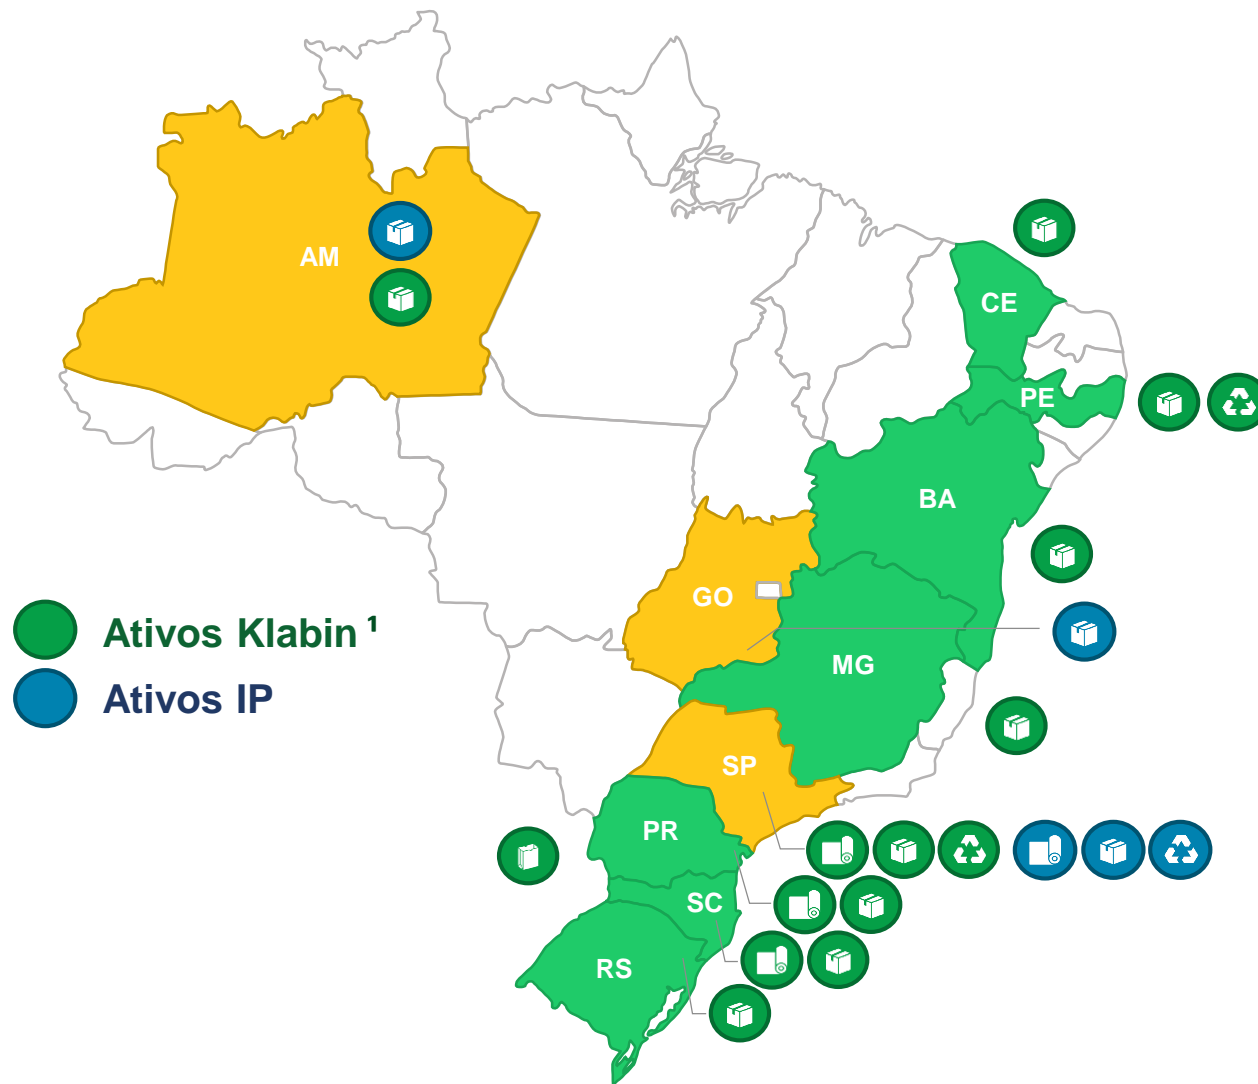 AM
CE
PE
BA
GO
Ativos Klabin ¹
MG
Ativos IP
SP
PR
SC
RS